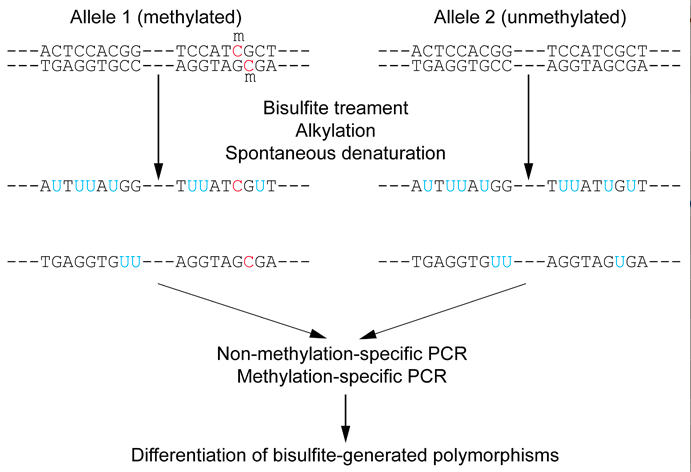 Allele 1 (methylated) Allele 2 (unmethylated)
m
---ACTCCACGG---TCCATCGCT--- ---ACTCCACGG---TCCATCGCT---
---TGAGGTGCC---AGGTAGCGA--- ---TGAGGTGCC---AGGTAGCGA---
m
Bisulfite treament
Alkylation
Spontaneous denaturation
---AUTUUAUGG---TUUATCGUT--- ---AUTUUAUGG---TUUATUGUT---
---TGAGGTGUU---AGGTAGCGA--- ---TGAGGTGUU---AGGTAGUGA---
Non-methylation-specific PCR
Methylation-specific PCR
Differentiation of bisulfite-generated polymorphisms